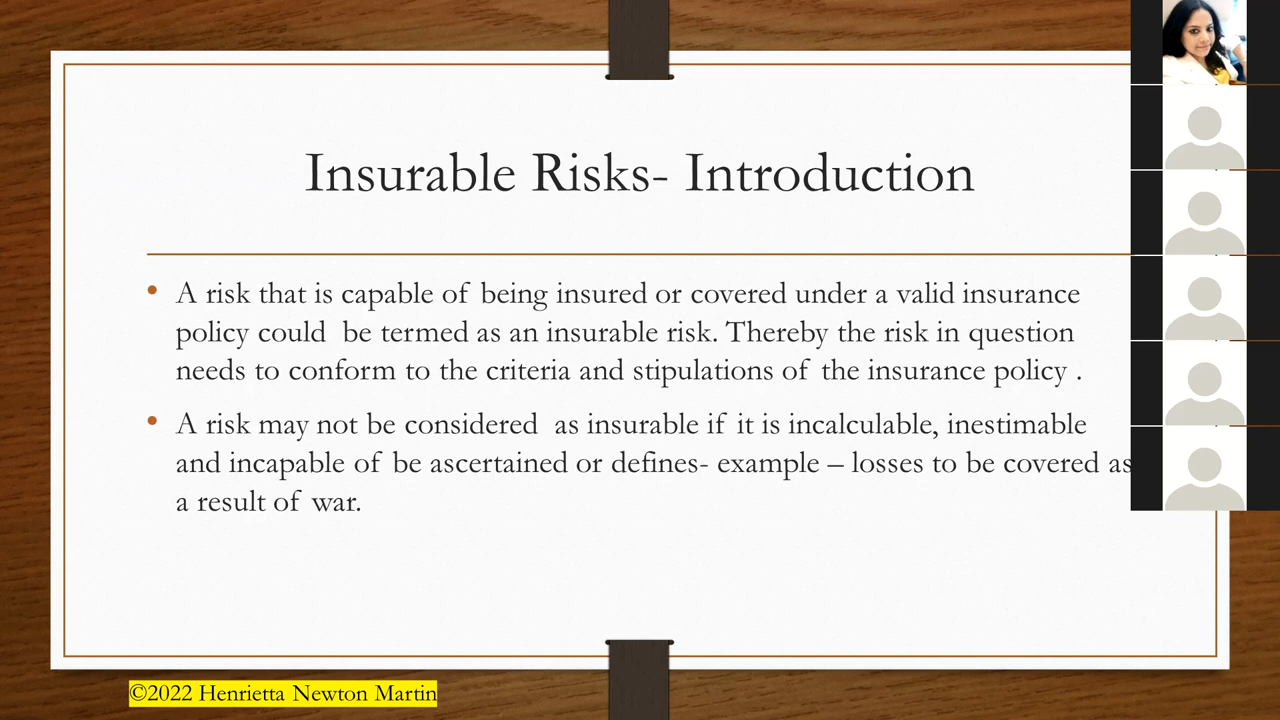 Insurable Risks- Introduction
• A risk that is capable of being insured or covered under a valid insurance
policy could be termed as an insurable risk. Thereby the risk in question
needs to conform to the criteria and stipulations of the insurance policy .
• A risk may not be considered as insurable if it is incalculable, inestimable
and incapable of be ascertained or defines- example – losses to be covered as
a result of war.
©2022 Henrietta Newton Martin